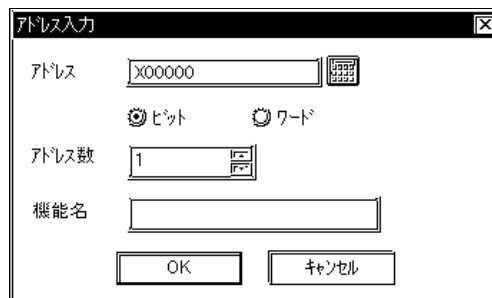 ｱﾄﾞﾚｽ入力
ｱﾄﾞﾚｽ X00000
ﾋﾞｯﾄ ﾜｰﾄﾞ
ｱﾄﾞﾚｽ数 1
機能名
OK ｷｬﾝｾﾙ